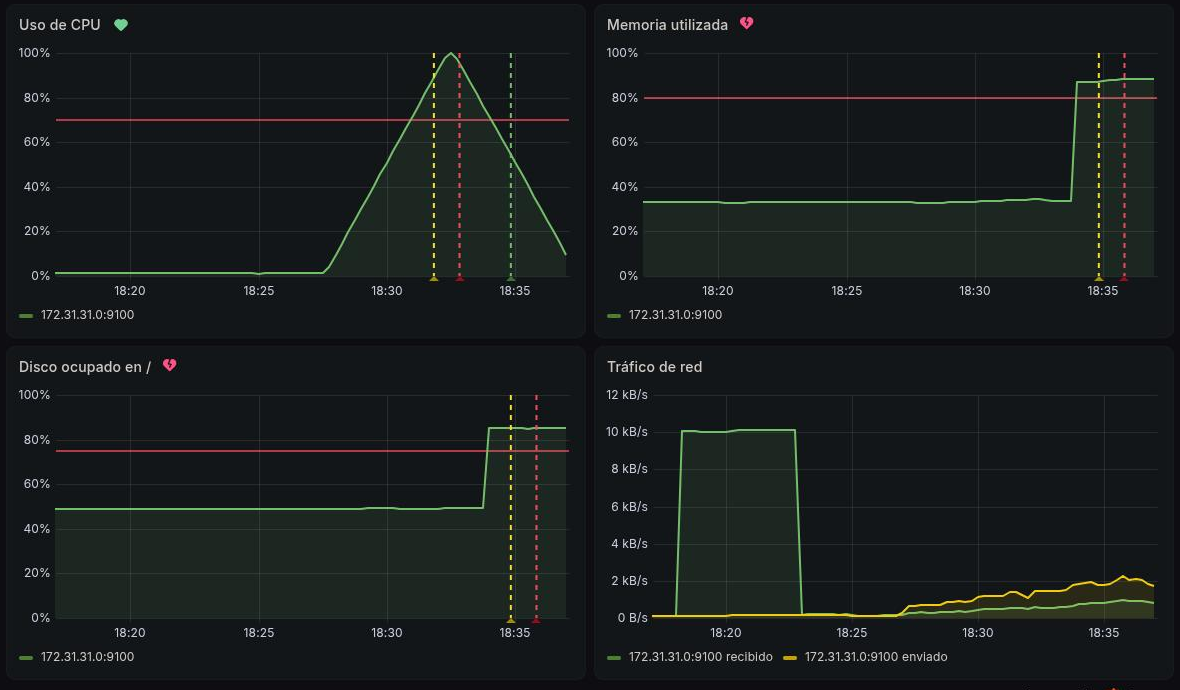 Uso de CPU
100%
80%
60%
40%
20%
0%
18:20 18:25 18:30 18:35
172.31.31.0:9100
Memoria utilizada
100%
80%
60%
40%
20%
0%
18:20 18:25 18:30 18:35
172.31.31.0:9100
Disco ocupado en /
100%
80%
60%
40%
20%
0%
18:20 18:25 18:30 18:35
172.31.31.0:9100
Tráfico de red
12 kB/s
10 kB/s
8 kB/s
6 kB/s
4 kB/s
2 kB/s
0 B/s
18:20 18:25 18:30 18:35
172.31.31.0:9100 recibido 172.31.31.0:9100 enviado